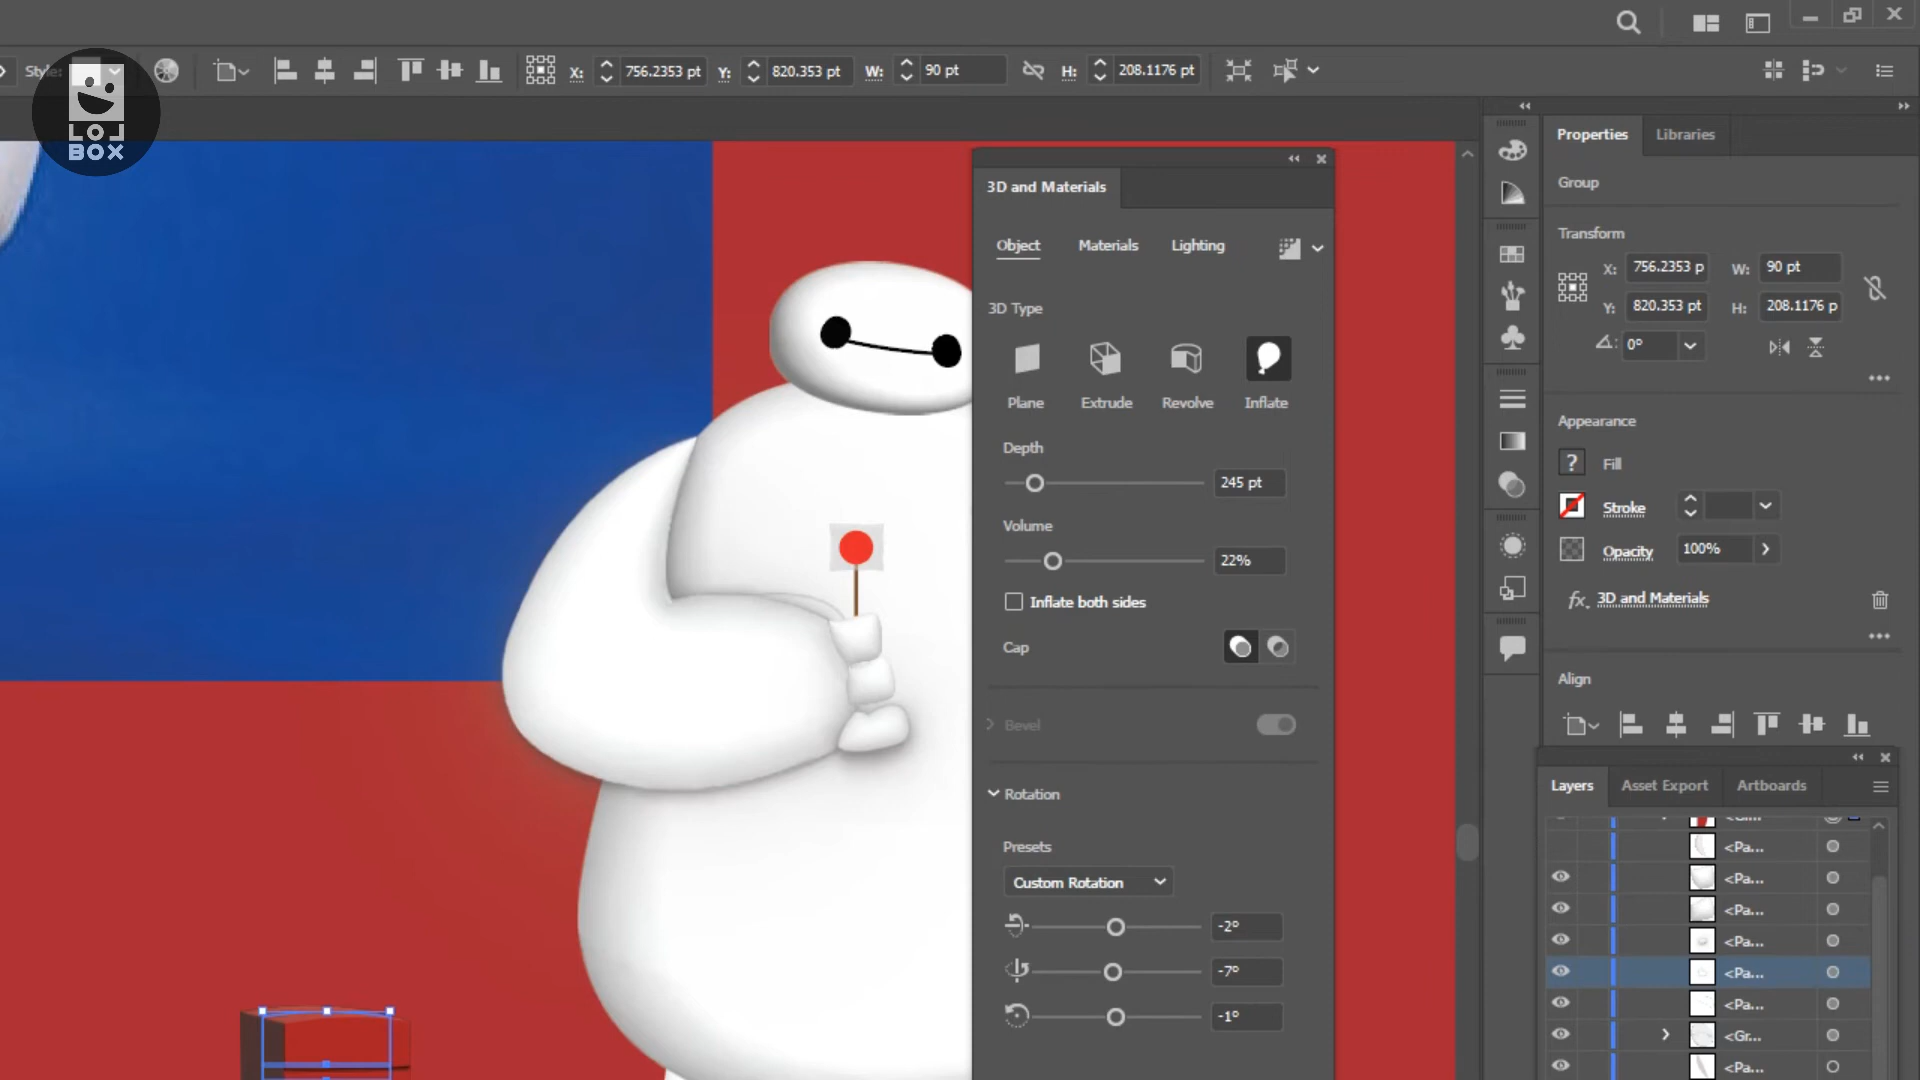 Style:
X: 756.2353 pt Y: 820.353 pt W: 90 pt H: 208.1176 pt
LOL
BOX
3D and Materials
Object Materials Lighting
3D Type
Plane Extrude Revolve Inflate
Depth
245 pt
Volume
22%
Inflate both sides
Cap
Bevel
Rotation
Presets
Custom Rotation
-2°
-7°
-1°
Properties Libraries
Group
Transform
X: 756.2353 p W: 90 pt
Y: 820.353 pt H: 208.1176 p
0°
Appearance
? Fill
Stroke
Opacity 100%
fx. 3D and Materials
Align
Layers Asset Export Artboards
<Pa...
<Pa...
<Pa...
<Pa...
<Pa...
<Pa...
<Gr...
<Pa...